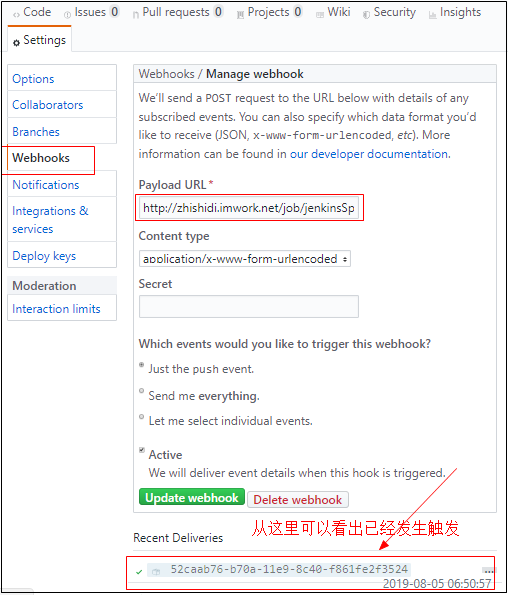 Code Issues 0 Pull requests 0 Projects 0 Wiki Security Insights
Settings
Options
Collaborators
Branches
Webhooks
Notifications
Integrations &
services
Deploy keys
Moderation
Interaction limits
Webhooks / Manage webhook
We'll send a POST request to the URL below with details of any
subscribed events. You can also specify which data format you'd
like to receive (JSON, x-www-form-urlencoded, etc). More
information can be found in our developer documentation.
Payload URL *
http://zhishidi.imwork.net/job/jenkinsSp
Content type
application/x-www-form-urlencoded
Secret
Which events would you like to trigger this webhook?
Just the push event.
Send me everything.
Let me select individual events.
Active
We will deliver event details when this hook is triggered.
Update webhook Delete webhook
从这里可以看出已经发生触发
Recent Deliveries
52caab76-b70a-11e9-8c40-f861fe2f3524 ...
2019-08-05 06:50:57